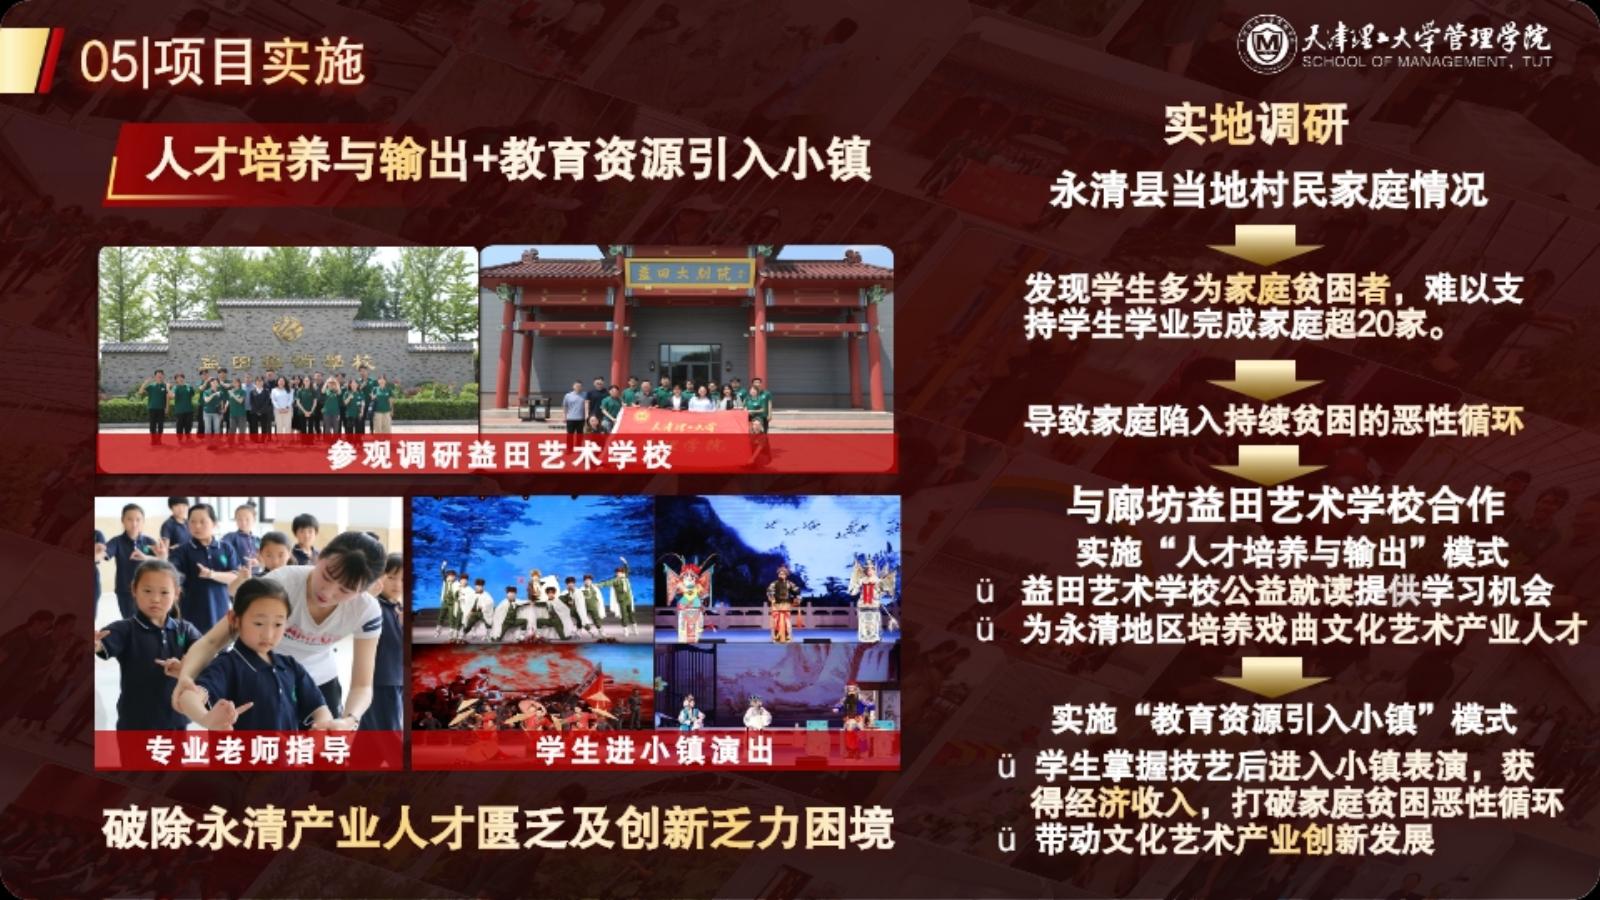 05|项目实施
天津理工大学管理学院
SCHOOL OF MANAGEMENT, TUT
人才培养与输出+教育资源引入小镇
益田艺術學校
益田大剧院
天津理工大学
参观调研益田艺术学校
专业老师指导
学生进小镇演出
破除永清产业人才匮乏及创新乏力困境
实地调研
永清县当地村民家庭情况
发现学生多为家庭贫困者，难以支
持学生学业完成家庭超20家。
导致家庭陷入持续贫困的恶性循环
与廊坊益田艺术学校合作
实施“人才培养与输出”模式
ü 益田艺术学校公益就读提供学习机会
ü 为永清地区培养戏曲文化艺术产业人才
实施“教育资源引入小镇”模式
ü 学生掌握技艺后进入小镇表演，获
得经济收入，打破家庭贫困恶性循环
ü 带动文化艺术产业创新发展